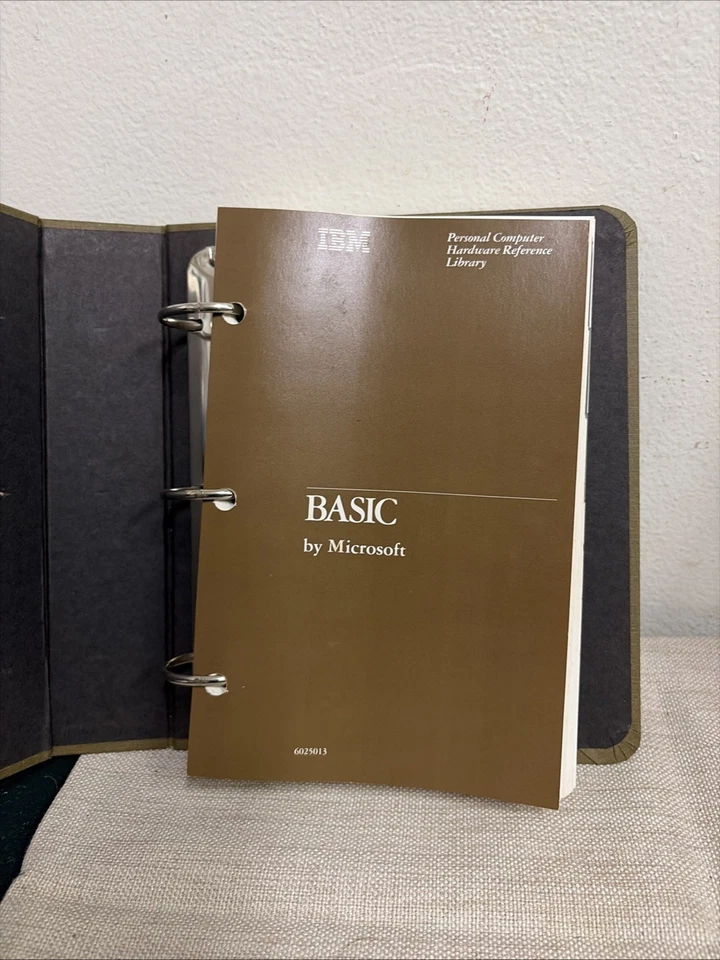 IBM
Personal Computer
Hardware Reference
Library
BASIC
by Microsoft
6025013